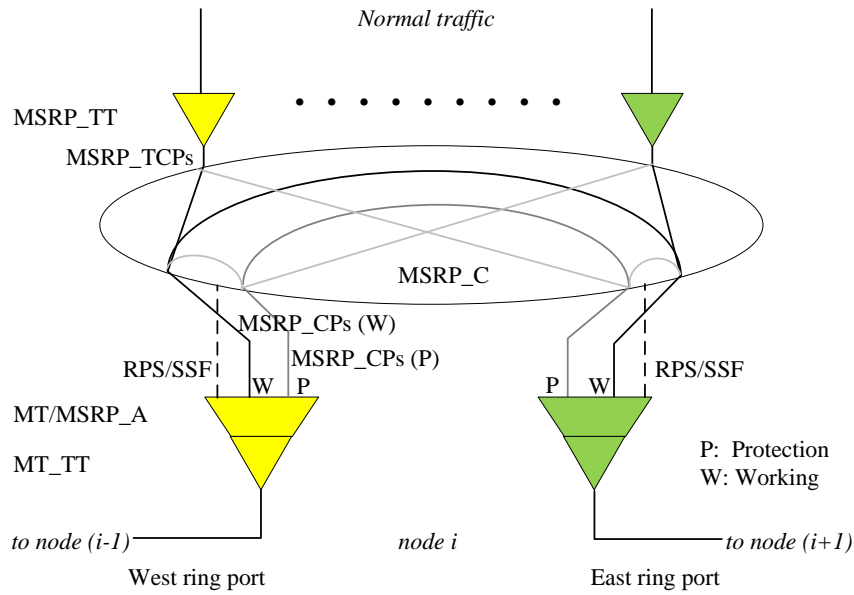 Normal traffic
MSRP_TT
MSRP_TCPs
MSRP_C
MSRP_CPs (W)
MSRP_CPs (P)
RPS/SSF
W
P
P
W
RPS/SSF
MT/MSRP_A
MT_TT
P: Protection
W: Working
to node (i-1)
node i
to node (i+1)
West ring port
East ring port